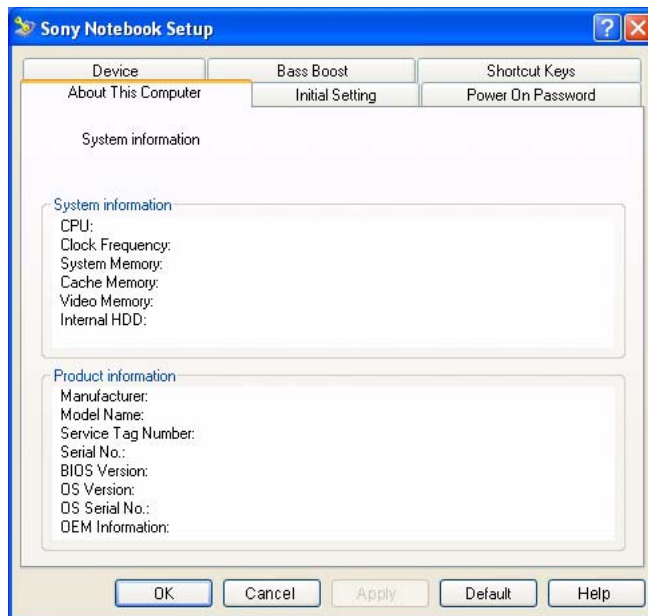 Sony Notebook Setup
Device Bass Boost Shortcut Keys
About This Computer Initial Setting Power On Password
System information
System information
CPU:
Clock Frequency:
System Memory:
Cache Memory:
Video Memory:
Internal HDD:
Product information
Manufacturer:
Model Name:
Service Tag Number:
Serial No.:
BIOS Version:
OS Version:
OS Serial No.:
OEM Information:
OK Cancel Apply Default Help